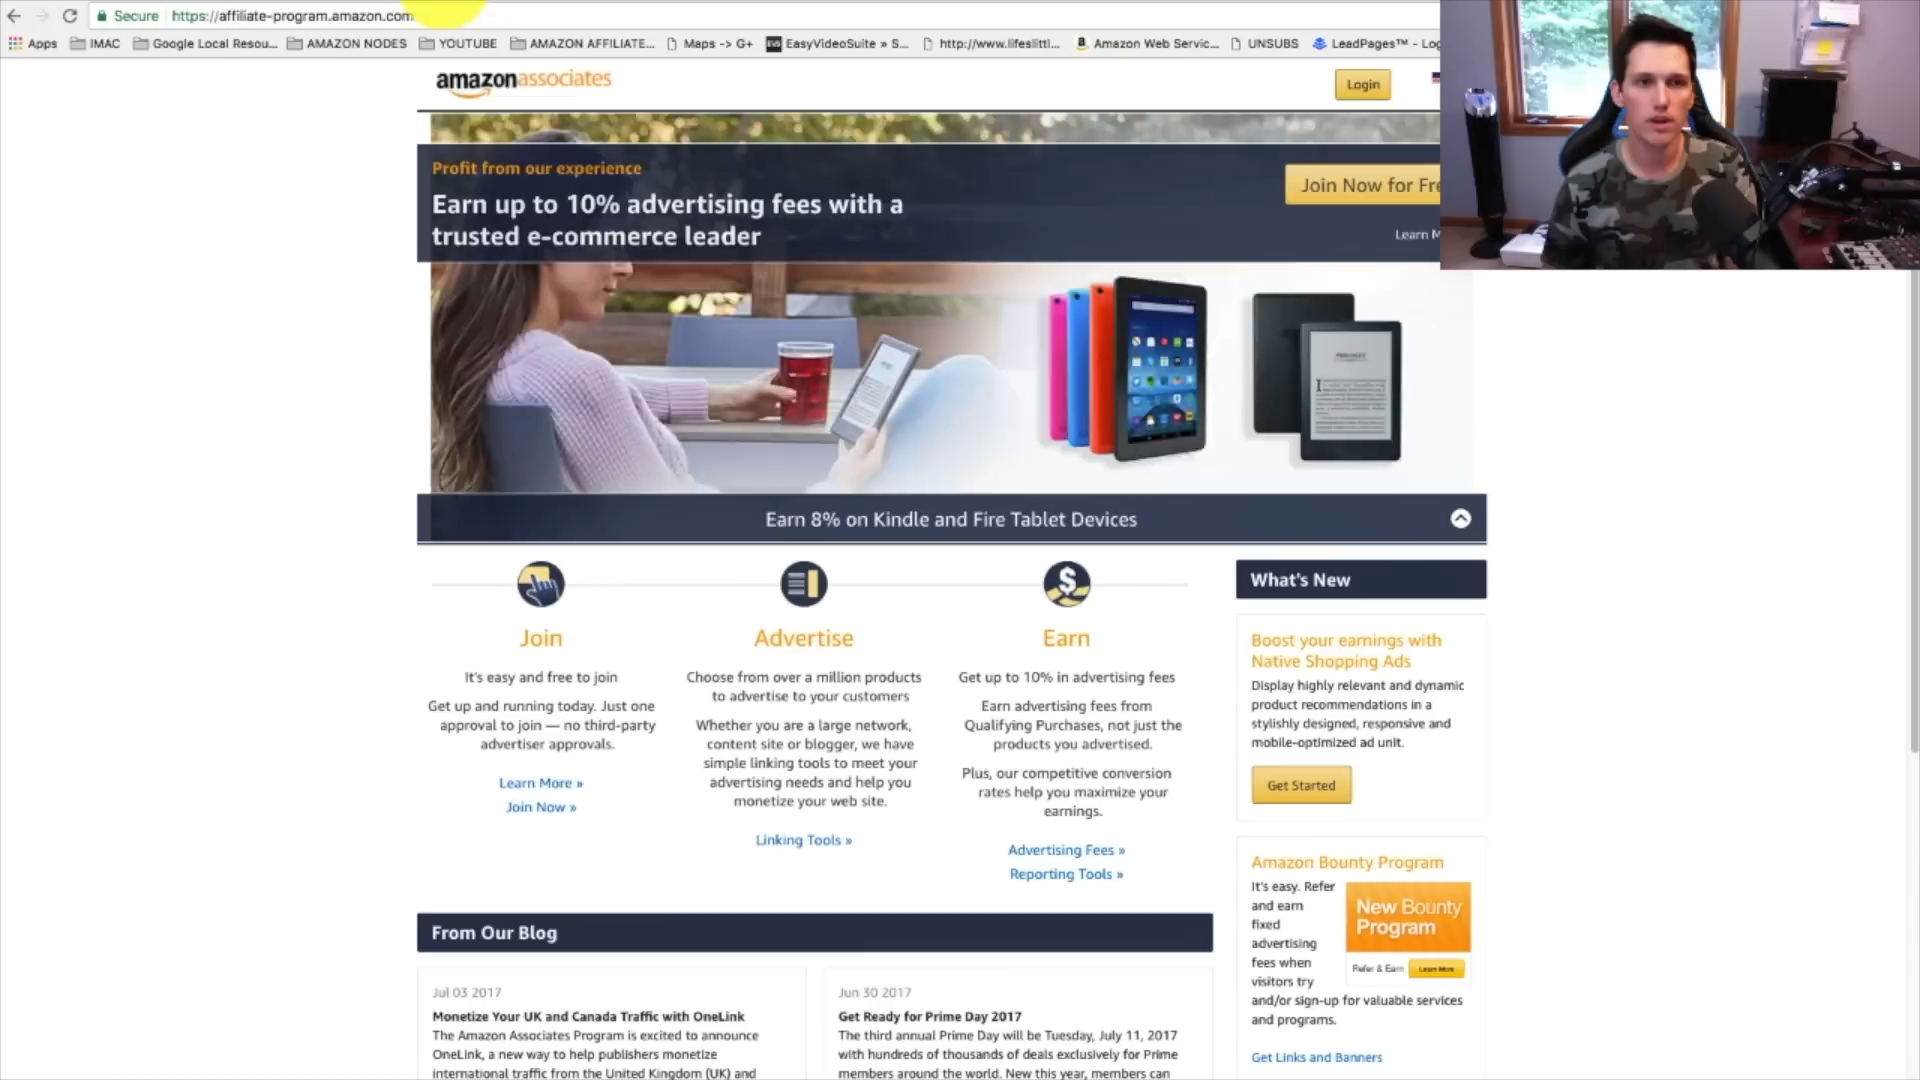 Secure https://affiliate-program.amazon.com
Apps IMAC Google Local Resou... AMAZON NODES YOUTUBE AMAZON AFFILIATE... Maps -> G+ EasyVideoSuite » S... http://www.lifeslittl... Amazon Web Servic... UNSUBS LeadPages™ - Log
amazonassociates
Login
Profit from our experience
Earn up to 10% advertising fees with a
trusted e-commerce leader
Join Now for Fre
Learn M
Earn 8% on Kindle and Fire Tablet Devices
Join
It's easy and free to join
Get up and running today. Just one
approval to join — no third-party
advertiser approvals.
Learn More »
Join Now »
Advertise
Choose from over a million products
to advertise to your customers
Whether you are a large network,
content site or blogger, we have
simple linking tools to meet your
advertising needs and help you
monetize your web site.
Linking Tools »
Earn
Get up to 10% in advertising fees
Earn advertising fees from
Qualifying Purchases, not just the
products you advertised.
Plus, our competitive conversion
rates help you maximize your
earnings.
Advertising Fees »
Reporting Tools »
What's New
Boost your earnings with
Native Shopping Ads
Display highly relevant and dynamic
product recommendations in a
stylishly designed, responsive and
mobile-optimized ad unit.
Get Started
Amazon Bounty Program
It's easy. Refer
and earn
fixed
advertising
fees when
visitors try
and/or sign-up for valuable services
and programs.
New Bounty
Program
Refer & Earn Learn More
Get Links and Banners
From Our Blog
Jul 03 2017
Monetize Your UK and Canada Traffic with OneLink
The Amazon Associates Program is excited to announce
OneLink, a new way to help publishers monetize
international traffic from the United Kingdom (UK) and
Jun 30 2017
Get Ready for Prime Day 2017
The third annual Prime Day will be Tuesday, July 11, 2017
with hundreds of thousands of deals exclusively for Prime
members around the world. New this year, members can